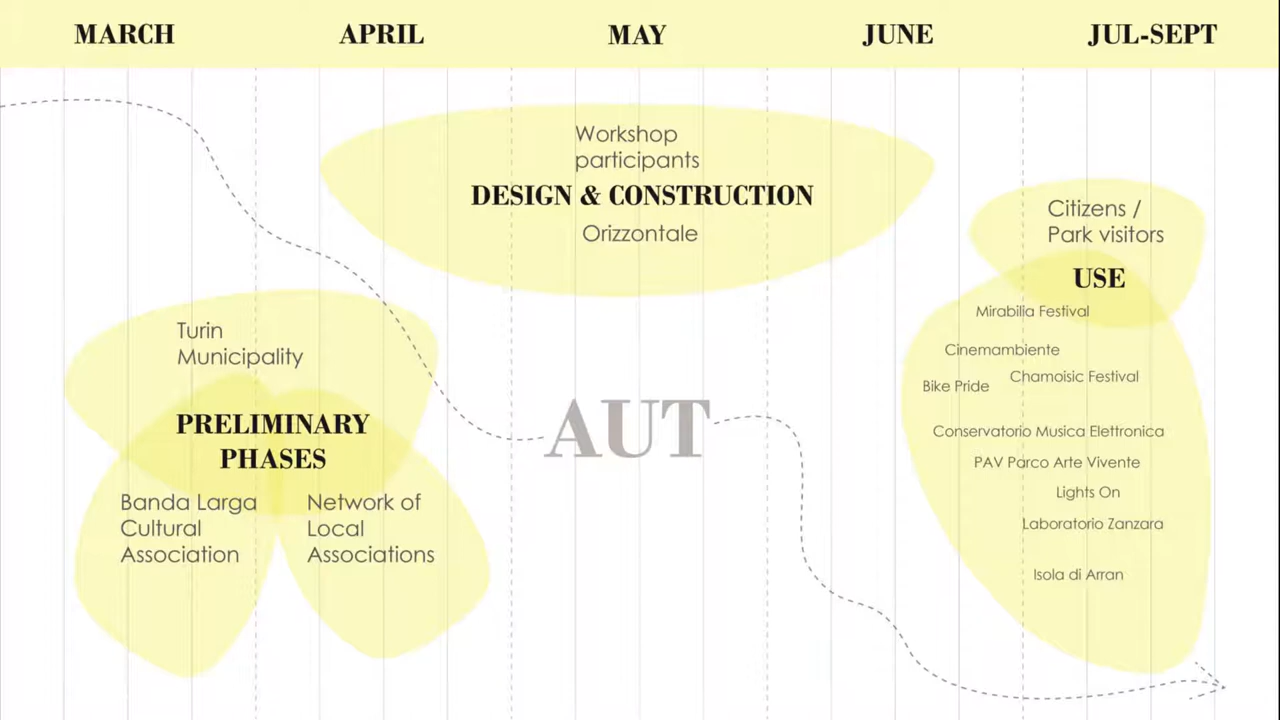 MARCH
APRIL
MAY
JUNE
JUL-SEPT
Workshop
participants
DESIGN & CONSTRUCTION
Orizzontale
Citizens /
Park visitors
USE
Mirabilia Festival
Cinemambiente
Chamoisic Festival
Bike Pride
Conservatorio Musica Elettronica
PAV Parco Arte Vivente
Lights On
Laboratorio Zanzara
Isola di Arran
Turin
Municipality
PRELIMINARY
PHASES
Banda Larga
Cultural
Association
Network of
Local
Associations
AUT